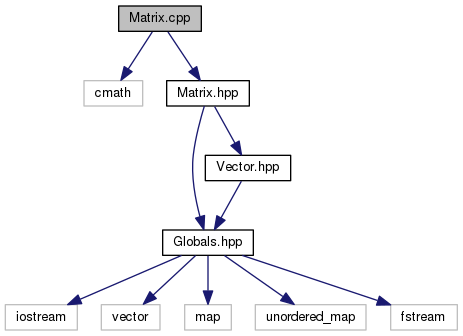 Matrix.cpp
cmath
Matrix.hpp
Vector.hpp
Globals.hpp
iostream
vector
map
unordered_map
fstream